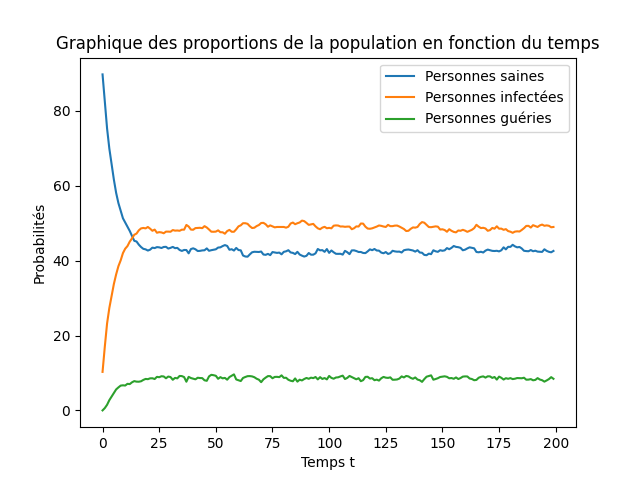 Graphique des proportions de la population en fonction du temps
Personnes saines
Personnes infectées
Personnes guéries
Probabilités
80
60
40
20
0
0 25 50 75 100 125 150 175 200
Temps t